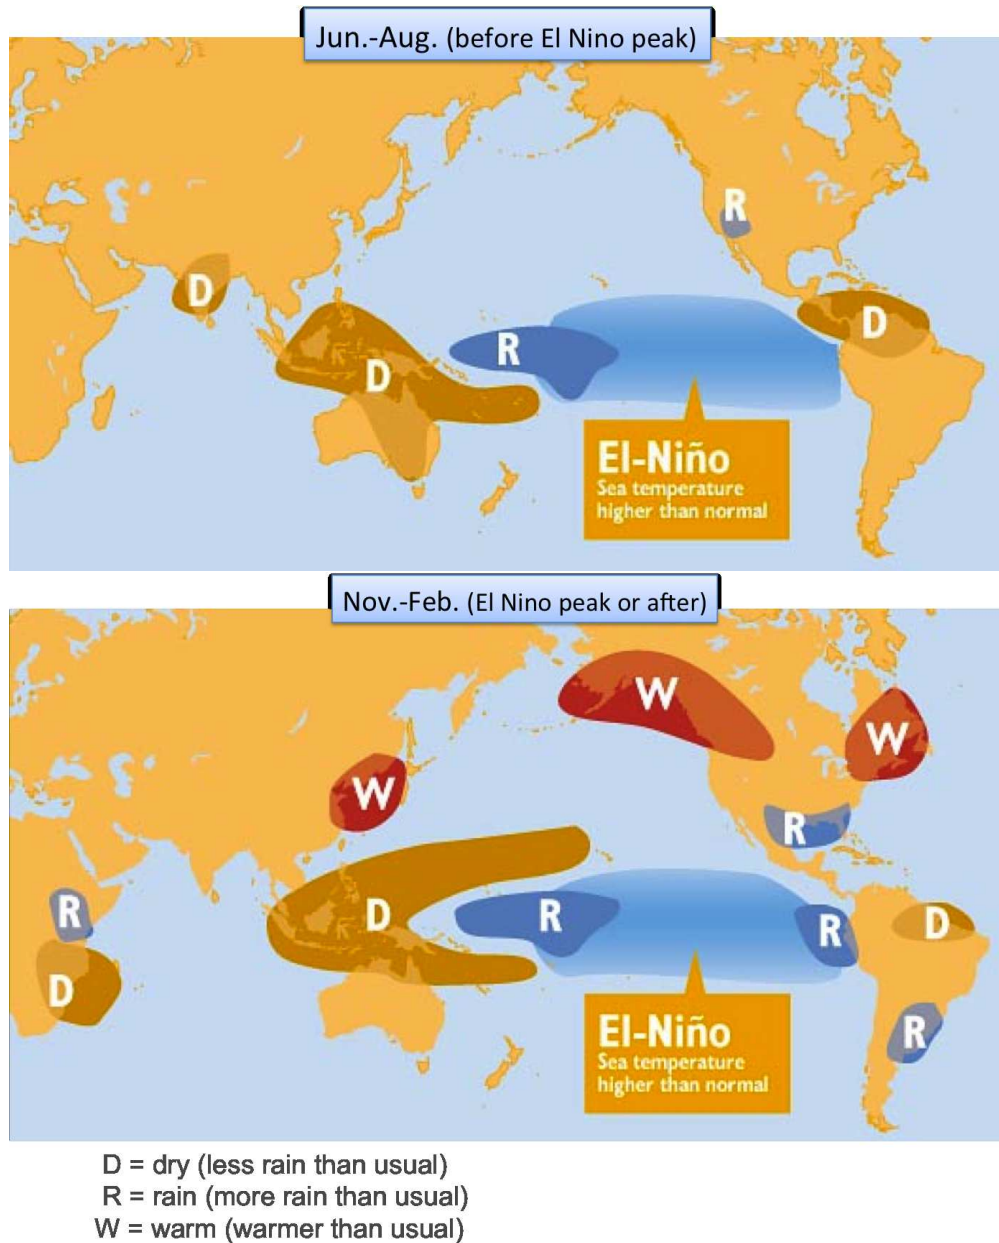 Jun.-Aug. (before El Nino peak)
R
D
D
R
D
El-Niño
Sea temperature
higher than normal
Nov.-Feb. (El Nino peak or after)
W
W
W
R
R
D
R
R
D
D
R
El-Niño
Sea temperature
higher than normal
D = dry (less rain than usual)
R = rain (more rain than usual)
W = warm (warmer than usual)